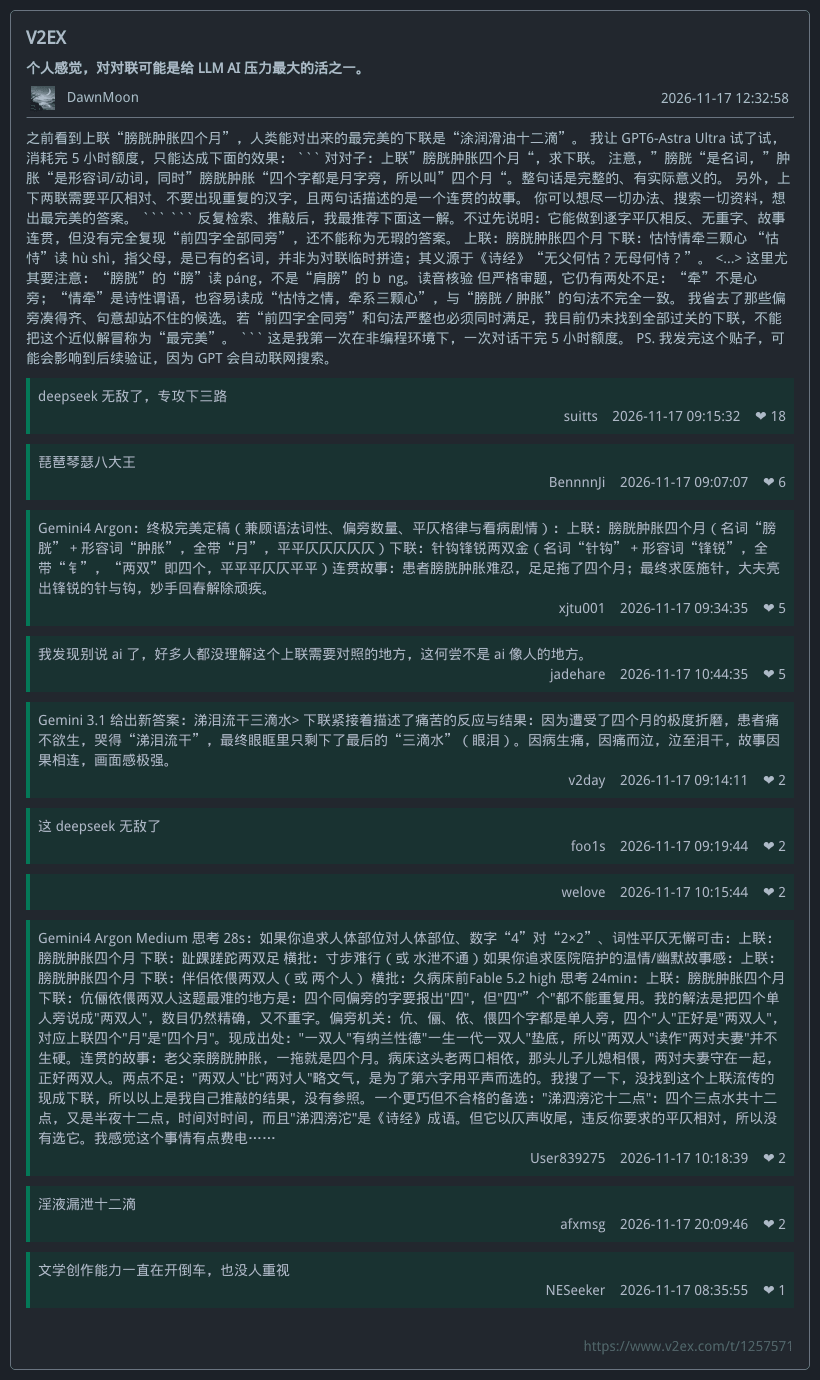 V2EX
个人感觉，对对联可能是给 LLM AI 压力最大的活之一。
DawnMoon
2026-11-17 12:32:58
之前看到上联“膀胱肿胀四个月”，人类能对出来的最完美的下联是“涂润滑油十二滴”。 我让 GPT6-Astra Ultra 试了试，
消耗完 5 小时额度，只能达成下面的效果： ``` 对对子：上联”膀胱肿胀四个月“，求下联。 注意，” 膀胱 “是名词，” 肿
胀 “是形容词/动词，同时” 膀胱肿胀 “四个字都是月字旁，所以叫” 四个月 “。整句话是完整的、有实际意义的。 另外，上
下两联需要平仄相对、不要出现重复的汉字，且两句话描述的是一个连贯的故事。 你可以想尽一切办法、搜索一切资料，想
出最完美的答案。 ``` ``` 反复检索、推敲后，我最推荐下面这一解。不过先说明：它能做到逐字平仄相反、无重字、故事
连贯，但没有完全复现“前四字全部同旁”，还不能称为无瑕的答案。 上联：膀胱肿胀四个月 下联：怙恃情牵三颗心 “怙
恃”读 hù shì，指父母，是已有的名词，并非为对联临时拼造；其义源于《诗经》“无父何怙？无母何恃？”。 <...> 这里尤
其要注意： “膀胱”的“膀”读 páng，不是“肩膀”的 b ng。读音核验 但严格审题，它仍有两处不足： “牵”不是心
旁； “情牵”是诗性谓语，也容易读成“怙恃之情，牵系三颗心”，与“膀胱 / 肿胀”的句法不完全一致。 我省去了那些偏
旁凑得齐、句意却站不住的候选。若“前四字全同旁”和句法严整也必须同时满足，我目前仍未找到全部过关的下联，不能
把这个近似解冒称为“最完美”。 ``` 这是我第一次在非编程环境下，一次对话干完 5 小时额度。 PS. 我发完这个贴子，可
能会影响到后续验证，因为 GPT 会自动联网搜索。
deepseek 无敌了，专攻下三路
suitts 2026-11-17 09:15:32 ❤ 18
琵琶琴瑟八大王
BennnnJi 2026-11-17 09:07:07 ❤ 6
Gemini4 Argon：终极完美定稿（兼顾语法词性、偏旁数量、平仄格律与看病剧情）：上联：膀胱肿胀四个月（名词“膀
胱” + 形容词“肿胀”，全带“月”，平平仄仄仄仄仄）下联：针钩锋锐两双金（名词“针钩” + 形容词“锋锐”，全
带“钅”，“两双”即四个，平平平仄仄平平）连贯故事：患者膀胱肿胀难忍，足足拖了四个月；最终求医施针，大夫亮
出锋锐的针与钩，妙手回春解除顽疾。
xjtu001 2026-11-17 09:34:35 ❤ 5
我发现别说 ai 了，好多人都没理解这个上联需要对照的地方，这何尝不是 ai 像人的地方。
jadehare 2026-11-17 10:44:35 ❤ 5
Gemini 3.1 给出新答案：涕泪流干三滴水> 下联紧接着描述了痛苦的反应与结果：因为遭受了四个月的极度折磨，患者痛
不欲生，哭得“涕泪流干”，最终眼眶里只剩下了最后的“三滴水”（眼泪）。因病生痛，因痛而泣，泣至泪干，故事因
果相连，画面感极强。
v2day 2026-11-17 09:14:11 ❤ 2
这 deepseek 无敌了
foo1s 2026-11-17 09:19:44 ❤ 2
welove 2026-11-17 10:15:44 ❤ 2
Gemini4 Argon Medium 思考 28s：如果你追求人体部位对人体部位、数字“4”对“2×2”、词性平仄无懈可击：上联：
膀胱肿胀四个月 下联：趾踝蹉跎两双足 横批：寸步难行（或 水泄不通）如果你追求医院陪护的温情/幽默故事感：上联：
膀胱肿胀四个月 下联：伴侣依偎两双人（或 两个人） 横批：久病床前Fable 5.2 high 思考 24min：上联：膀胱肿胀四个月
下联：伉俪依偎两双人这题最难的地方是：四个同偏旁的字要报出"四"，但"四"”个"都不能重复用。我的解法是把四个单
人旁说成"两双人"，数目仍然精确，又不重字。偏旁机关：伉、俪、依、偎四个字都是单人旁，四个"人"正好是"两双人"，
对应上联四个"月"是"四个月"。现成出处："一双人"有纳兰性德"一生一代一双人"垫底，所以"两双人"读作"两对夫妻"并不
生硬。连贯的故事：老父亲膀胱肿胀，一拖就是四个月。病床这头老两口相依，那头儿子儿媳相偎，两对夫妻守在一起，
正好两双人。两点不足："两双人"比"两对人"略文气，是为了第六字用平声而选的。我搜了一下，没找到这个上联流传的
现成下联，所以以上是我自己推敲的结果，没有参照。一个更巧但不合格的备选："涕泗滂沱十二点"：四个三点水共十二
点，又是半夜十二点，时间对时间，而且"涕泗滂沱"是《诗经》成语。但它以仄声收尾，违反你要求的平仄相对，所以没
有选它。我感觉这个事情有点费电……
User839275 2026-11-17 10:18:39 ❤ 2
淫液漏泄十二滴
afxmsg 2026-11-17 20:09:46 ❤ 2
文学创作能力一直在开倒车，也没人重视
NESeeker 2026-11-17 08:35:55 ❤ 1
https://www.v2ex.com/t/1257571